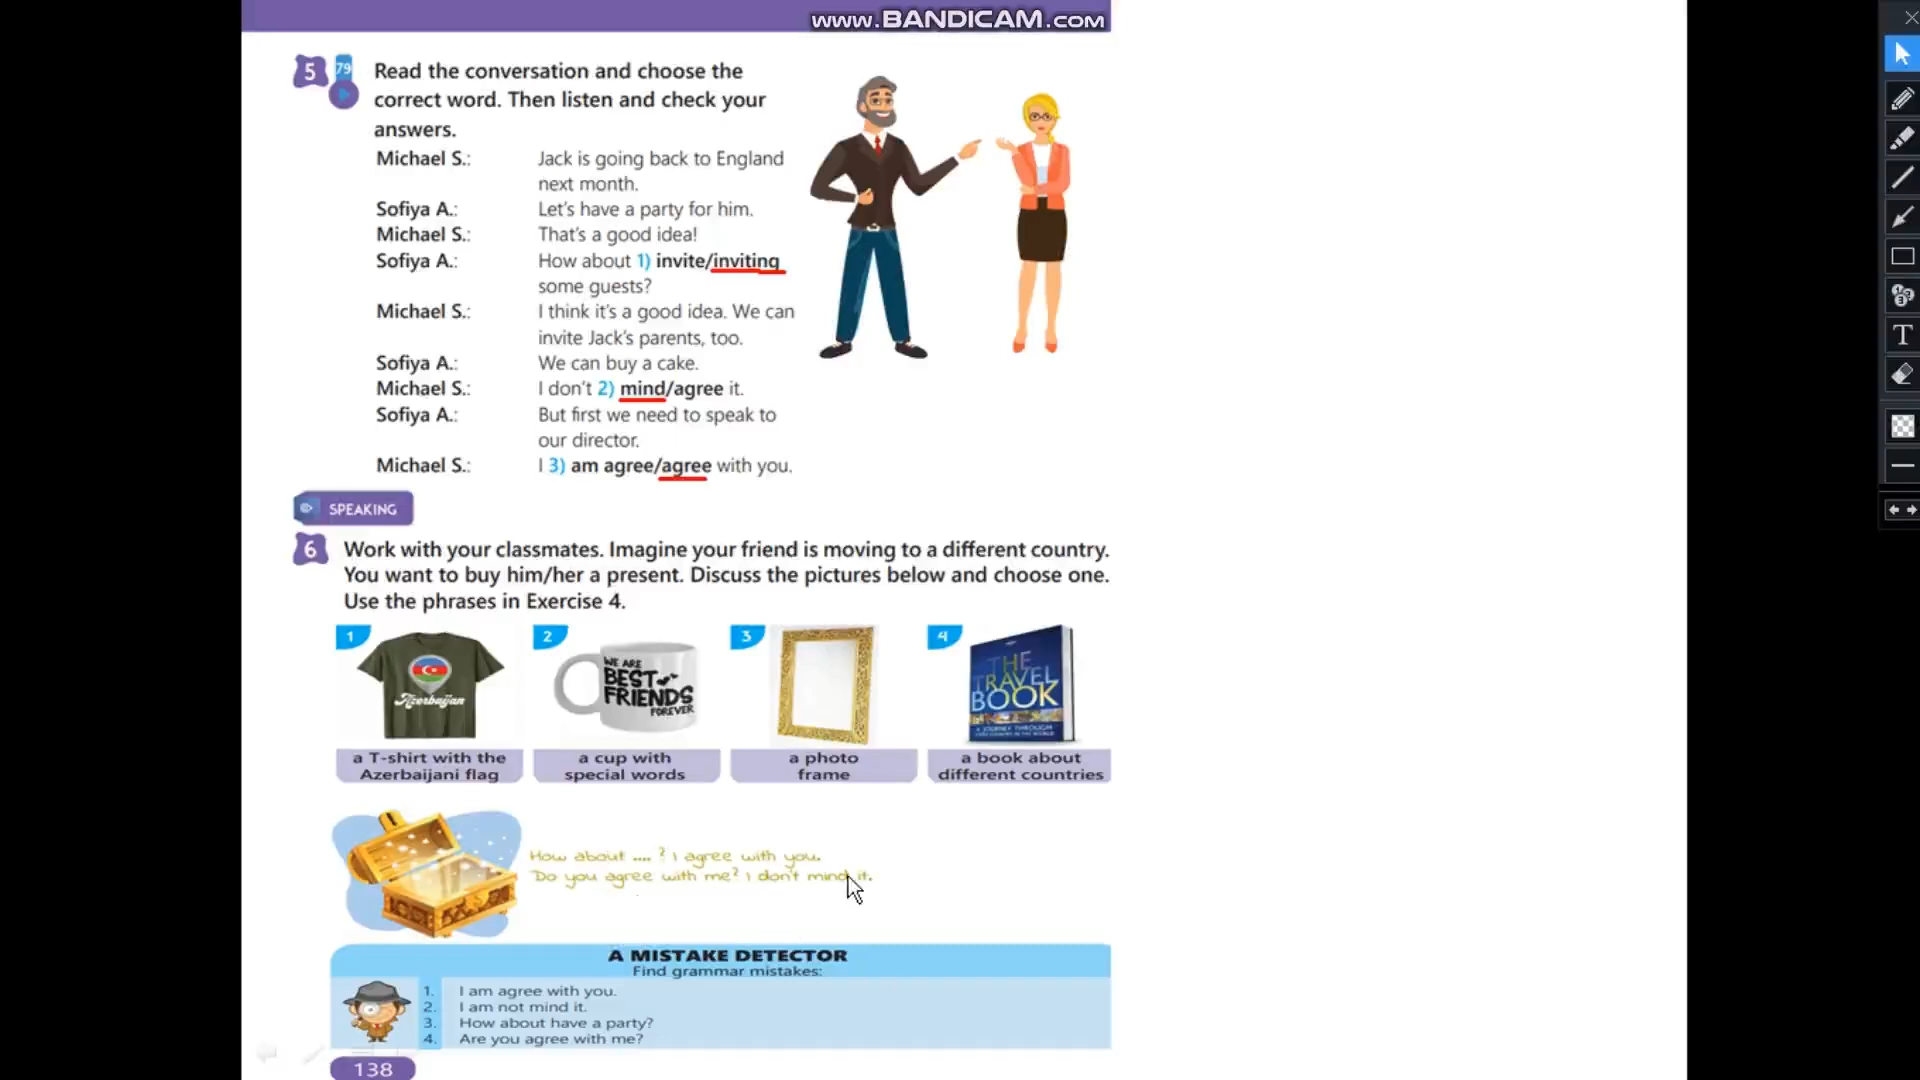 www.BANDICAM.com
5
79
Read the conversation and choose the
correct word. Then listen and check your
answers.
Michael S.: Jack is going back to England
next month.
Sofiya A.: Let's have a party for him.
Michael S.: That's a good idea!
Sofiya A.: How about 1) invite/inviting
some guests?
Michael S.: I think it's a good idea. We can
invite Jack's parents, too.
Sofiya A.: We can buy a cake.
Michael S.: I don't 2) mind/agree it.
Sofiya A.: But first we need to speak to
our director.
Michael S.: I 3) am agree/agree with you.
SPEAKING
6
Work with your classmates. Imagine your friend is moving to a different country.
You want to buy him/her a present. Discuss the pictures below and choose one.
Use the phrases in Exercise 4.
1
Azerbaijan
a T-shirt with the
Azerbaijani flag
2
WE ARE
BEST
FRIENDS
FOREVER
a cup with
special words
3
a photo
frame
4
THE
TRAVEL
BOOK
a book about
different countries
How about .... ? I agree with you.
Do you agree with me? I don't mind it.
A MISTAKE DETECTOR
Find grammar mistakes:
1. I am agree with you.
2. I am not mind it.
3. How about have a party?
4. Are you agree with me?
138
T